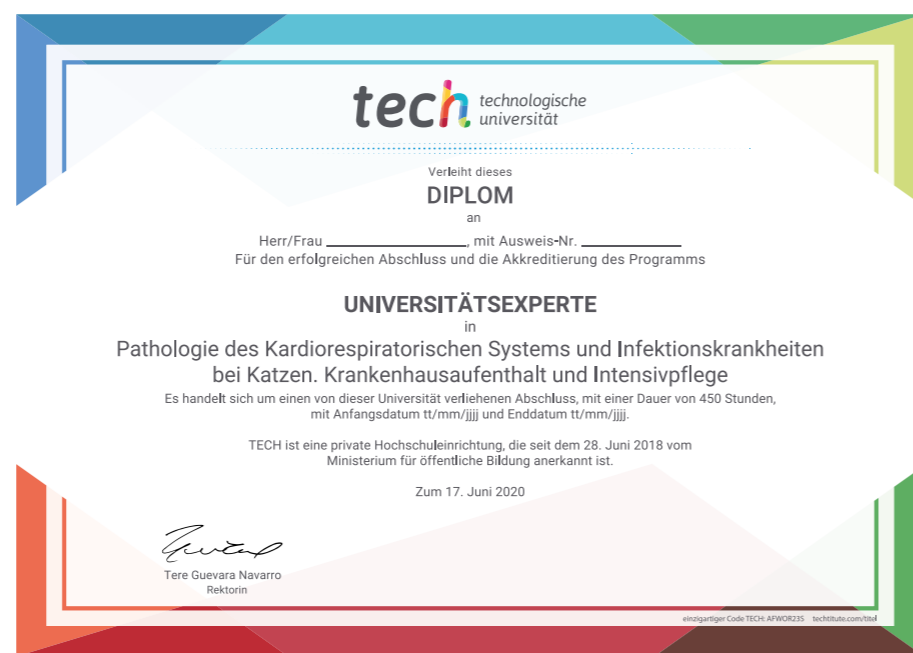 tech technologische
universität
Verleiht dieses
DIPLOM
an
Herr/Frau ____________________, mit Ausweis-Nr. ______________
Für den erfolgreichen Abschluss und die Akkreditierung des Programms
UNIVERSITÄTSEXPERTE
in
Pathologie des Kardiorespiratorischen Systems und Infektionskrankheiten
bei Katzen. Krankenhausaufenthalt und Intensivpflege
Es handelt sich um einen von dieser Universität verliehenen Abschluss, mit einer Dauer von 450 Stunden,
mit Anfangsdatum tt/mm/jjjj und Enddatum tt/mm/jjjj.
TECH ist eine private Hochschuleinrichtung, die seit dem 28. Juni 2018 vom
Ministerium für öffentliche Bildung anerkannt ist.
Zum 17. Juni 2020
Tere Guevara Navarro
Rektorin
einzigartiger Code TECH: AFWOR23S techtitute.com/titel